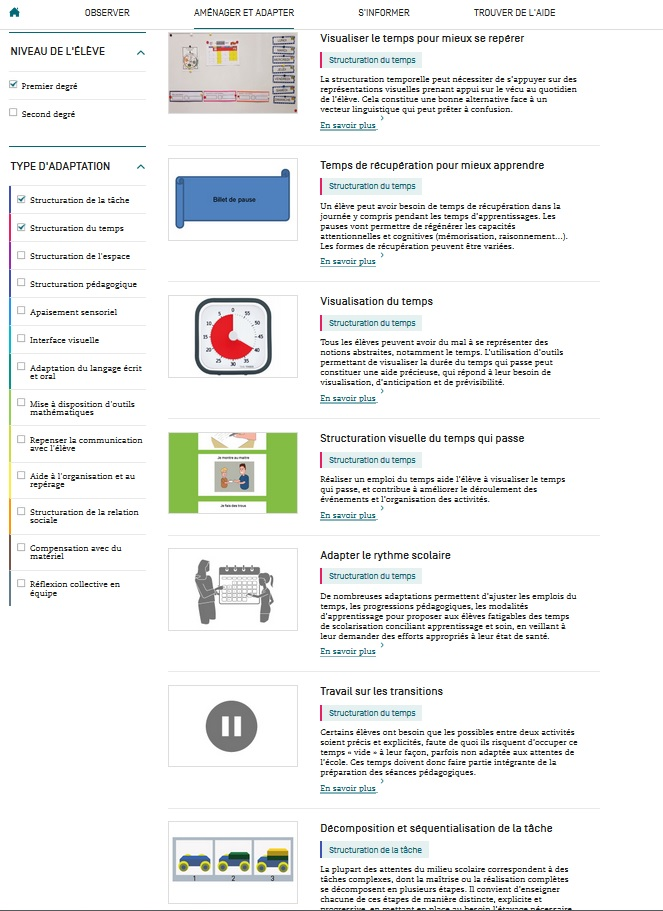 OBSERVER
AMÉNAGER ET ADAPTER
S'INFORMER
TROUVER DE L'AIDE
NIVEAU DE L'ÉLÈVE
Premier degré
Second degré
TYPE D'ADAPTATION
Structuration de la tâche
Structuration du temps
Structuration de l'espace
Structuration pédagogique
Apaisement sensoriel
Interface visuelle
Adaptation du langage écrit
et oral
Mise à disposition d'outils
mathématiques
Repenser la communication
avec l'élève
Aide à l'organisation et au
repérage
Structuration de la relation
sociale
Compensation avec du
matériel
Réflexion collective en
équipe
Visualiser le temps pour mieux se repérer
Structuration du temps
La structuration temporelle peut nécessiter de s'appuyer sur des
représentations visuelles prenant appui sur le vécu au quotidien
de l'élève. Cela constitue une bonne alternative face à un
vecteur linguistique qui peut prêter à confusion.
En savoir plus
Billet de pause
Temps de récupération pour mieux apprendre
Structuration du temps
Un élève peut avoir besoin de temps de récupération dans la
journée y compris pendant les temps d'apprentissages. Les
pauses vont permettre de régénérer les capacités
attentionnelles et cognitives (mémorisation, raisonnement...).
Les formes de récupération peuvent être variées.
En savoir plus
0
5
55
10
50
15
45
20
40
25
35
30
Visualisation du temps
Structuration du temps
Tous les élèves peuvent avoir du mal à se représenter des
notions abstraites, notamment le temps. L'utilisation d'outils
permettant de visualiser la durée du temps qui passe peut
constituer une aide précieuse, qui répond à leur besoin de
visualisation, d'anticipation et de prévisibilité.
En savoir plus
Je montre au maître
Je fais des trous
Structuration visuelle du temps qui passe
Structuration du temps
Réaliser un emploi du temps aide l'élève à visualiser le temps
qui passe, et contribue à améliorer le déroulement des
événements et l'organisation des activités.
En savoir plus
Adapter le rythme scolaire
Structuration du temps
De nombreuses adaptations permettent d'ajuster les emplois du
temps, les progressions pédagogiques, les modalités
d'apprentissage pour proposer aux élèves fatigables des temps
de scolarisation conciliant apprentissage et soin, en veillant à
leur demander des efforts appropriés à leur état de santé.
En savoir plus
Travail sur les transitions
Structuration du temps
Certains élèves ont besoin que les possibles entre deux activités
soient précis et explicités, faute de quoi ils risquent d'occuper ce
temps « vide » à leur façon, parfois non adaptée aux attentes de
l'école. Ces temps doivent donc faire partie intégrante de la
préparation des séances pédagogiques.
En savoir plus
1
2
3
Décomposition et séquentialisation de la tâche
Structuration de la tâche
La plupart des attentes du milieu scolaire correspondent à des
tâches complexes, dont la maîtrise ou la réalisation complètes
se décomposent en plusieurs étapes. Il convient d'enseigner
chacune de ces étapes de manière distincte, explicite et
progressive, en mettant en place au besoin l'étayage nécessaire